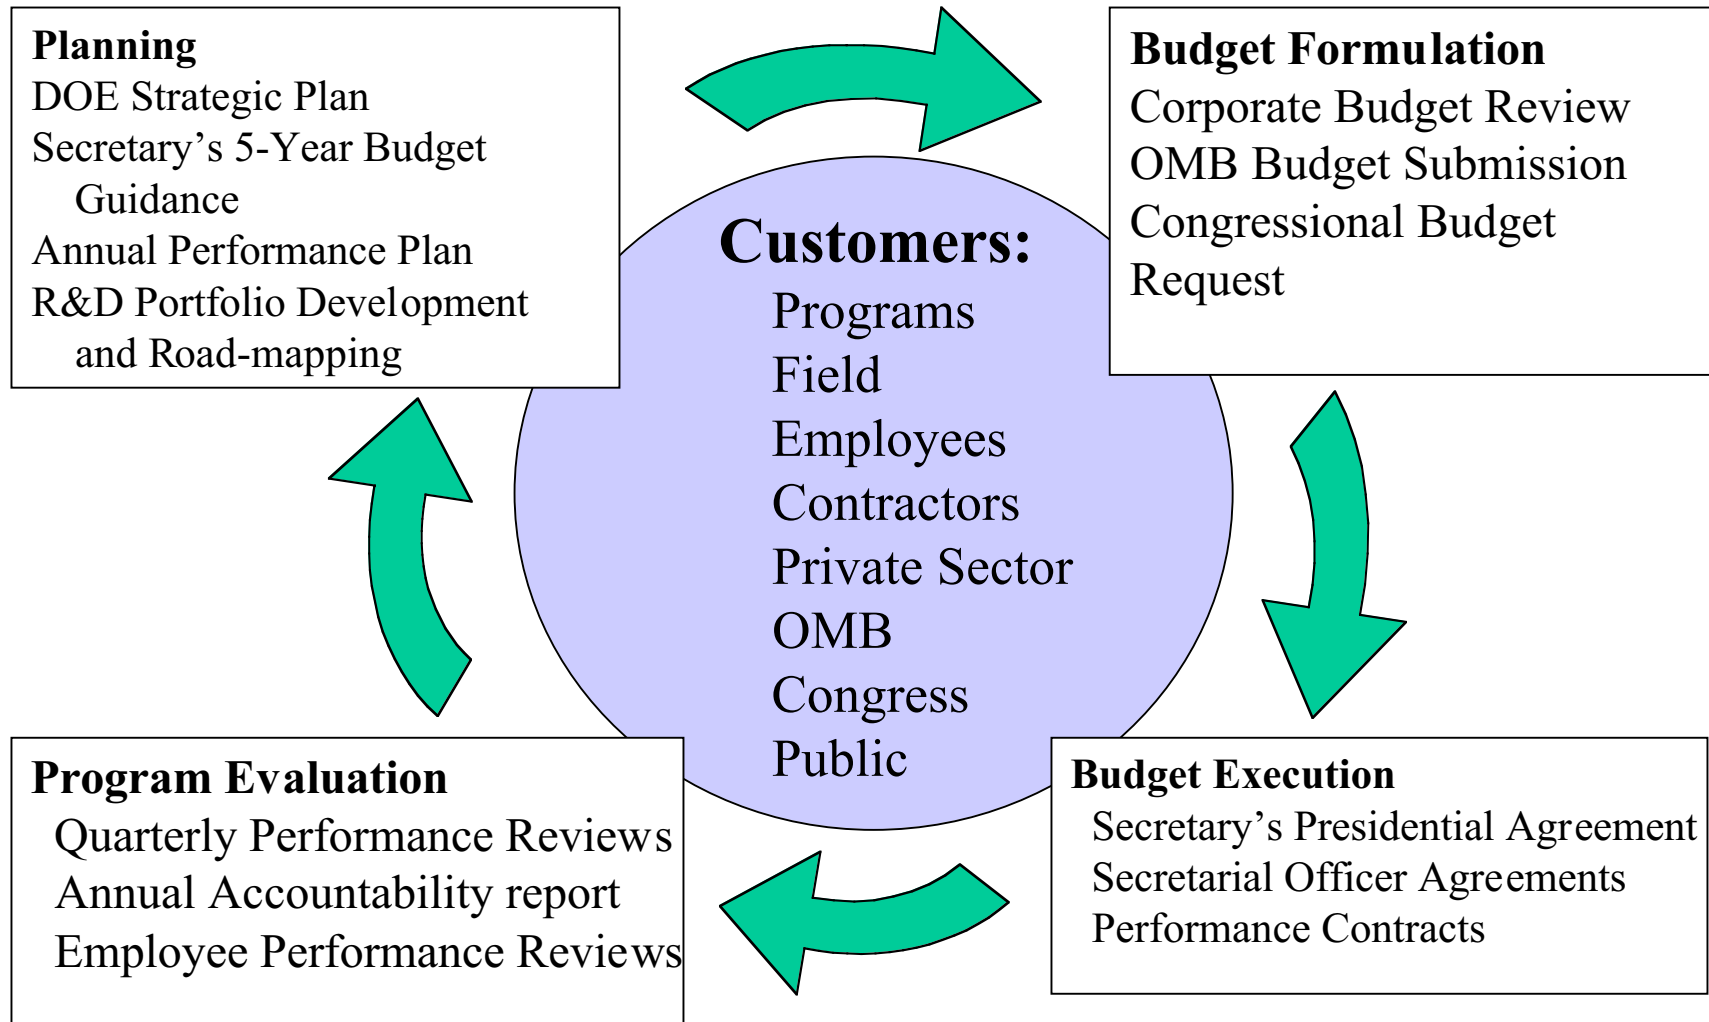 Planning
DOE Strategic Plan
Secretary’s 5-Year Budget
Guidance
Annual Performance Plan
R&D Portfolio Development
and Road-mapping
Budget Formulation
Corporate Budget Review
OMB Budget Submission
Congressional Budget
Request
Customers:
Programs
Field
Employees
Contractors
Private Sector
OMB
Congress
Public
Program Evaluation
Quarterly Performance Reviews
Annual Accountability report
Employee Performance Reviews
Budget Execution
Secretary’s Presidential Agreement
Secretarial Officer Agreements
Performance Contracts